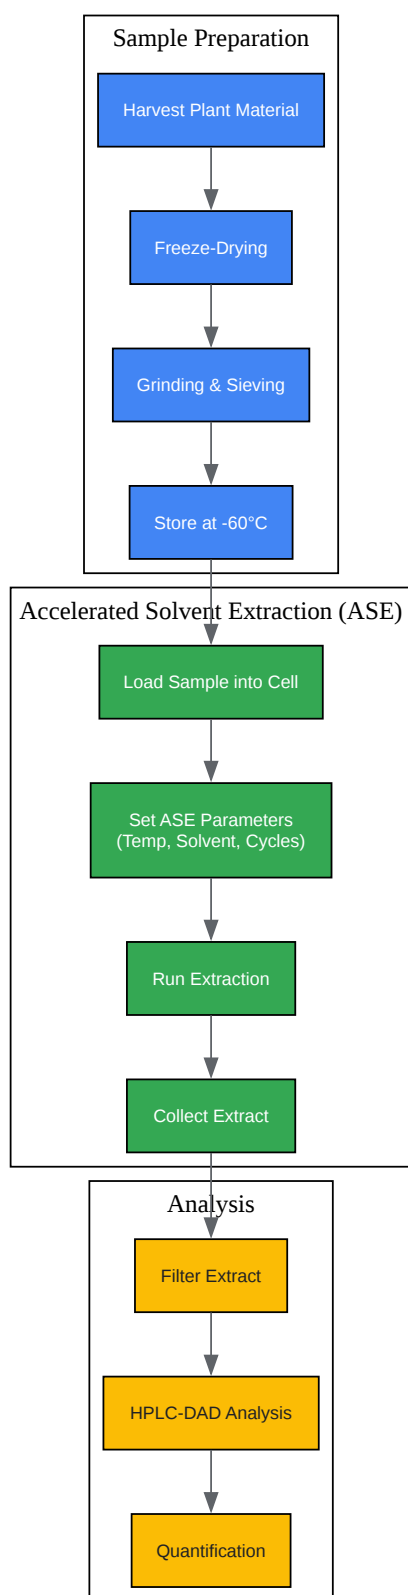 Sample Preparation
Harvest Plant Material
Freeze-Drying
Grinding & Sieving
Store at -60°C
Accelerated Solvent Extraction (ASE)
Load Sample into Cell
Set ASE Parameters
(Temp, Solvent, Cycles)
Run Extraction
Collect Extract
Analysis
Filter Extract
HPLC-DAD Analysis
Quantification